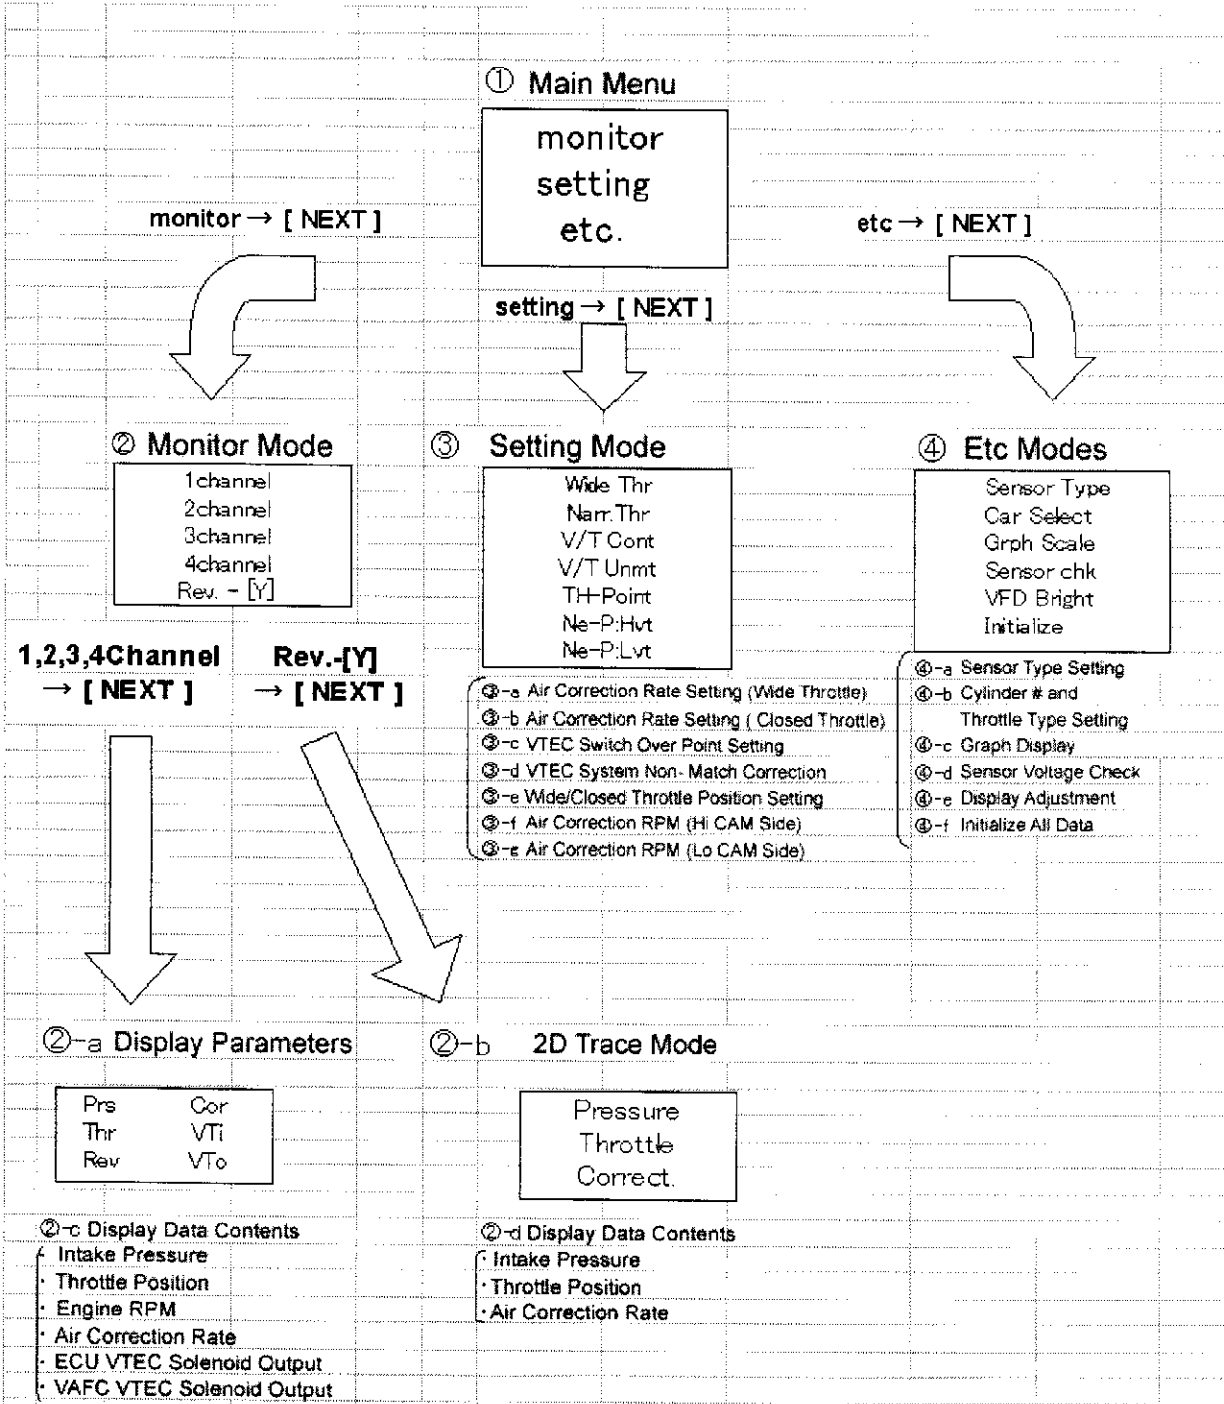 ① Main Menu
monitor
setting
etc.
monitor → [ NEXT ]
etc → [ NEXT ]
setting → [ NEXT ]
② Monitor Mode
1channel
2channel
3channel
4channel
Rev. - [Y]
③ Setting Mode
Wide Thr
Narr.Thr
V/T Cont
V/T Unmt
TH-Point
Ne-P:Hvt
Ne-P:Lvt
④ Etc Modes
Sensor Type
Car Select
Grph Scale
Sensor chk
VFD Bright
Initialize
1,2,3,4Channel
→ [ NEXT ]
Rev.-[Y]
→ [ NEXT ]
③-a Air Correction Rate Setting (Wide Throttle)
③-b Air Correction Rate Setting ( Closed Throttle)
③-c VTEC Switch Over Point Setting
③-d VTEC System Non- Match Correction
③-e Wide/Closed Throttle Position Setting
③-f Air Correction RPM (Hi CAM Side)
③-g Air Correction RPM (Lo CAM Side)
④-a Sensor Type Setting
④-b Cylinder # and
Throttle Type Setting
④-c Graph Display
④-d Sensor Voltage Check
④-e Display Adjustment
④-f Initialize All Data
②-a Display Parameters
Prs Cor
Thr VTi
Rev VTo
②-b 2D Trace Mode
Pressure
Throttle
Correct.
②-c Display Data Contents
· Intake Pressure
· Throttle Position
· Engine RPM
· Air Correction Rate
· ECU VTEC Solenoid Output
· VAFC VTEC Solenoid Output
②-d Display Data Contents
· Intake Pressure
· Throttle Position
· Air Correction Rate